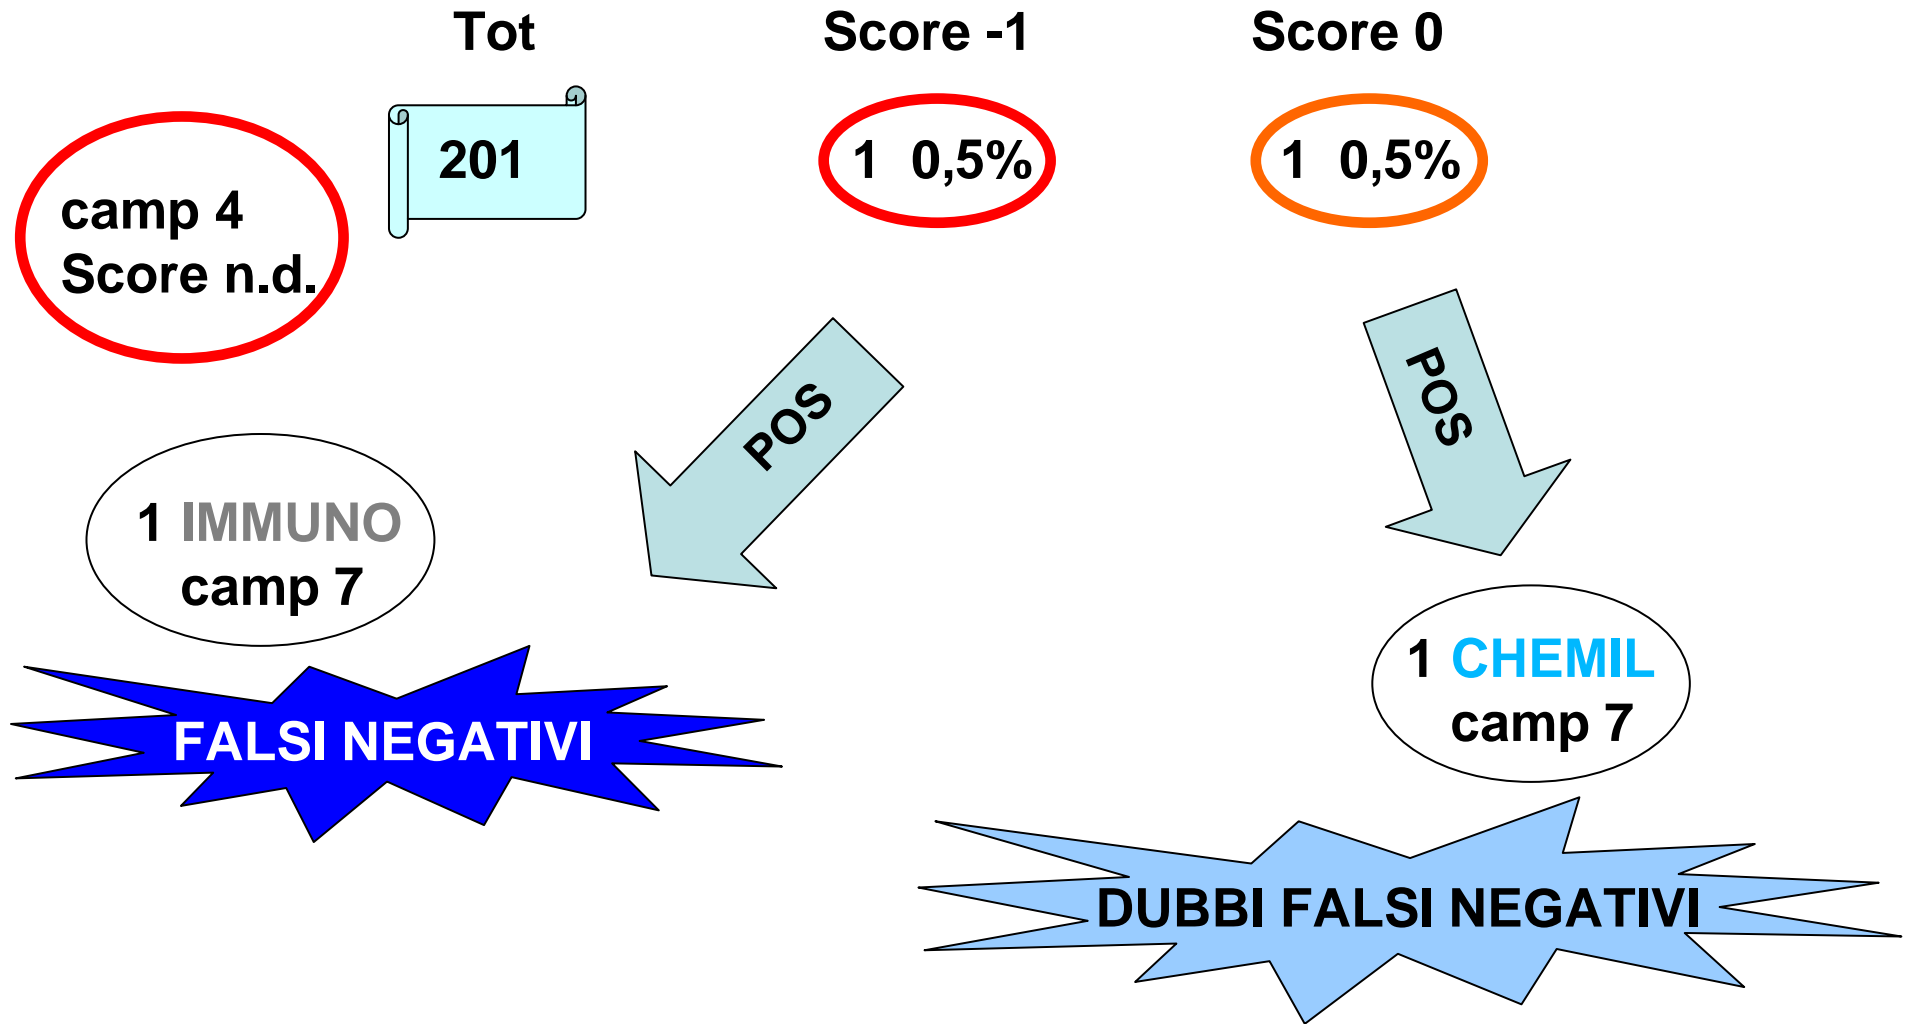 Tot Score -1 Score 0
201
1 0,5%
1 0,5%
camp 4
Score n.d.
POS
POS
1 IMMUNO
camp 7
1 CHEMIL
camp 7
FALSI NEGATIVI
DUBBI FALSI NEGATIVI